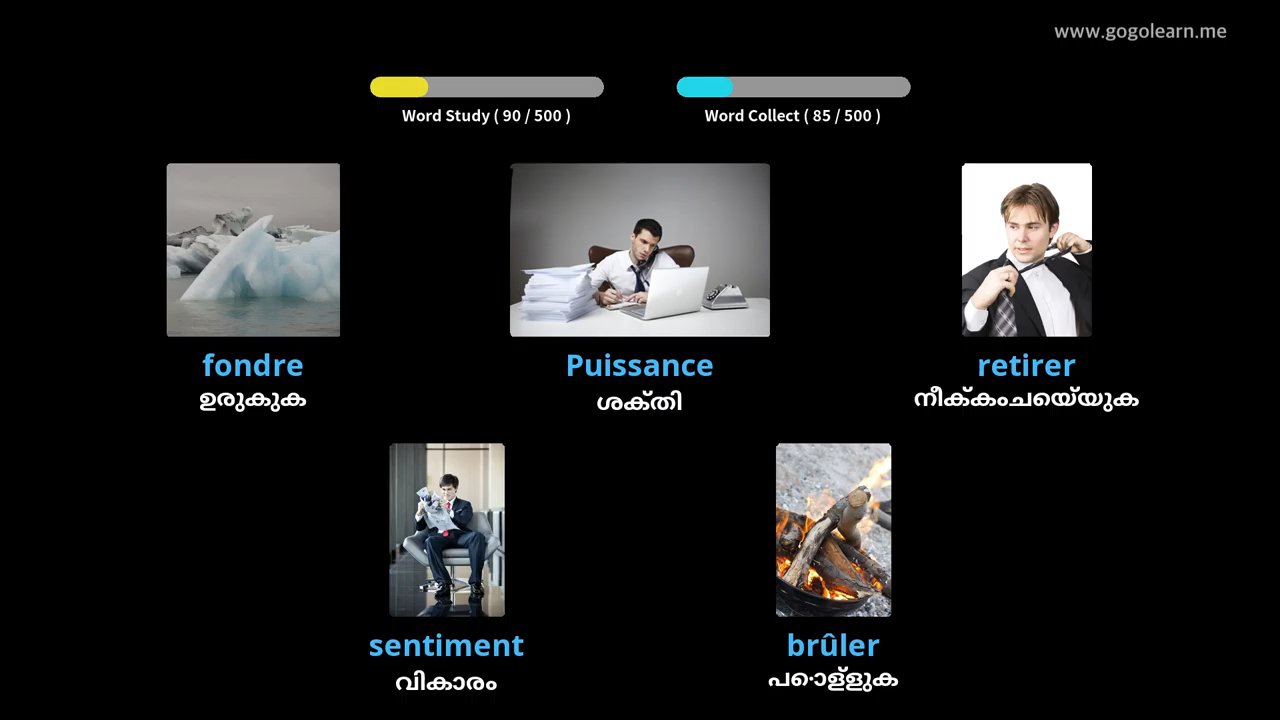 www.gogolearn.me
Word Study ( 90 / 500 )
Word Collect ( 85 / 500 )
fondre
ഉരുകുക
Puissance
ശക്തി
retirer
നീക്കംചെയ്യുക
sentiment
വികാരം
brûler
പൊള്ളുക